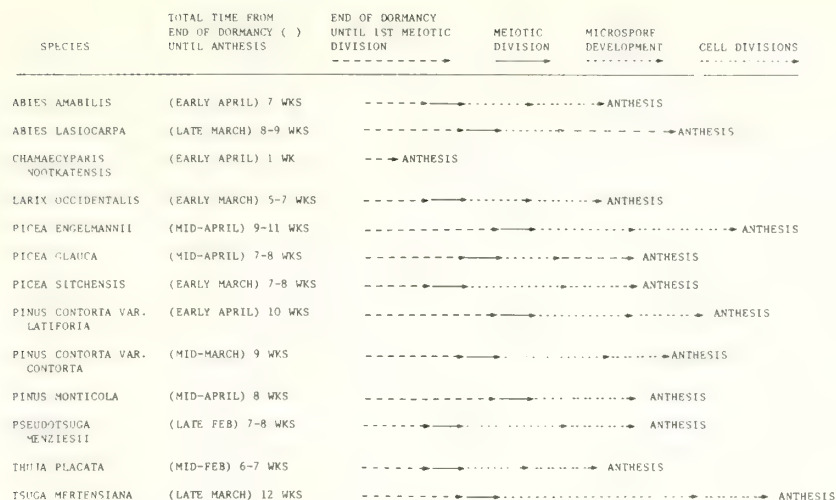 TOTAL TIME FROM END OF DORMANCY
END OF DORMANCY ( ) UNTIL 1ST MEIOTIC MEIOTIC MICROSPORE
SPECIES UNTIL ANTHESIS DIVISION DIVISION DEVELOPMENT CELL DIVISIONS
ABIES AMABILIS (EARLY APRIL) 7 WKS ANTHESIS
ABIES LASIOCARPA (LATE MARCH) 8-9 WKS ANTHESIS
CHAMAECYPARIS (EARLY APRIL) 1 WK ANTHESIS
NOOTKATENSIS
LARIX OCCIDENTALIS (EARLY MARCH) 5-7 WKS ANTHESIS
PICEA ENGELMANNII (MID-APRIL) 9-11 WKS ANTHESIS
PICEA GLAUCA (MID-APRIL) 7-8 WKS ANTHESIS
PICEA SITCHENSIS (EARLY MARCH) 7-8 WKS ANTHESIS
PINUS CONTORTA VAR. (EARLY APRIL) 10 WKS ANTHESIS
LATIFORIA
PINUS CONTORTA VAR. (MID-MARCH) 9 WKS ANTHESIS
CONTORTA
PINUS MONTICOLA (MID-APRIL) 8 WKS ANTHESIS
PSEUDOTSUGA (LATE FEB) 7-8 WKS ANTHESIS
MENZIESII
THUJA PLACATA (MID-FEB) 6-7 WKS ANTHESIS
TSUGA MERTENSIANA (LATE MARCH) 12 WKS ANTHESIS